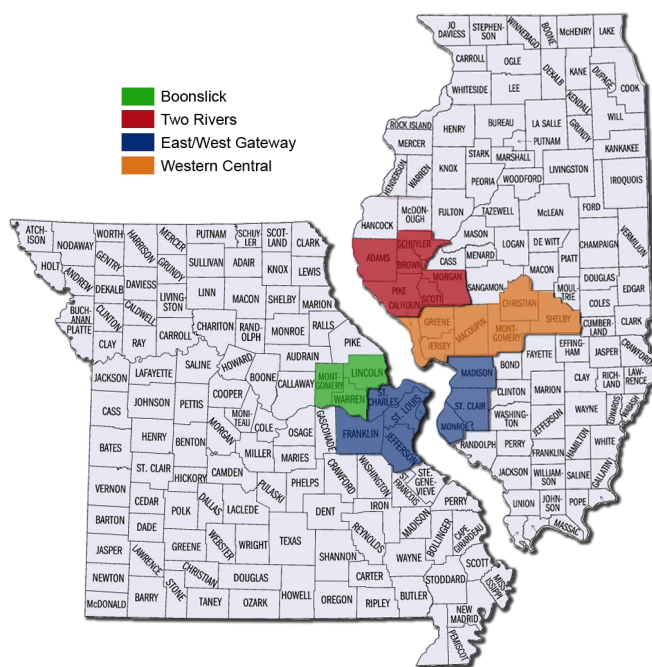 Boonslick
Two Rivers
East/West Gateway
Western Central
JO
DAVIESS
STEPHEN-
SON
WINNEBAGO
BOONE
McHENRY
LAKE
CARROLL
OGLE
DEKALB
KANE
DUPAGE
COOK
WHITESIDE
LEE
KENDALL
WILL
ROCK ISLAND
HENRY
BUREAU
LA SALLE
GRUNDY
MERCER
PUTNAM
KANKAKEE
HENDERSON
WARREN
KNOX
STARK
MARSHALL
LIVINGSTON
PEORIA
WOODFORD
IROQUOIS
HANCOCK
McDON-
OUGH
FULTON
TAZEWELL
McLEAN
FORD
MASON
VERMILION
ADAMS
SCHUYLER
LOGAN
DE WITT
PIATT
CHAMPAIGN
BROWN
CASS
MENARD
MACON
MORGAN
SANGAMON
MOUL-
TRIE
DOUGLAS
EDGAR
PIKE
SCOTT
CHRISTIAN
COLES
CALHOUN
GREENE
MACOUPIN
MONT-
GOMERY
SHELBY
CUMBER-
LAND
CLARK
JERSEY
FAYETTE
EFFING-
HAM
JASPER
CRAWFORD
MADISON
BOND
CLAY
RICH-
LAND
LAW-
RENCE
ST. CLAIR
CLINTON
MARION
WAYNE
EDWARDS
WABASH
MONROE
WASHING-
TON
JEFFERSON
RANDOLPH
PERRY
HAMILTON
WHITE
FRANKLIN
JACKSON
WILLIAM-
SON
SALINE
GALLATIN
UNION
JOHN-
SON
POPE
MASSAC
ATCH-
ISON
NODAWAY
WORTH
HARRISON
MERCER
PUTNAM
SCHUY-
LER
SCOT-
LAND
CLARK
HOLT
GENTRY
GRUNDY
SULLIVAN
ADAIR
KNOX
LEWIS
ANDREW
DEKALB
DAVIESS
LIVING-
STON
LINN
MACON
SHELBY
MARION
BUCH-
ANAN
CLINTON
CALDWELL
CHARITON
RAN-
DOLPH
MONROE
RALLS
PLATTE
CLAY
RAY
CARROLL
PIKE
AUDRAIN
JACKSON
LAFAYETTE
SALINE
HOWARD
BOONE
CALLAWAY
MONT-
GOMERY
LINCOLN
WARREN
ST.
CHARLES
ST. LOUIS
CASS
JOHNSON
PETTIS
COOPER
MONI-
TEAU
COLE
OSAGE
GASCONADE
FRANKLIN
JEFFERSON
BATES
HENRY
BENTON
MORGAN
MILLER
MARIES
CRAWFORD
WASHINGTON
ST.
FRANCOIS
STE.
GENE-
VIEVE
ST. CLAIR
HICKORY
CAMDEN
PULASKI
PHELPS
PERRY
VERNON
CEDAR
POLK
DALLAS
LACLEDE
DENT
IRON
MADISON
BOLLINGER
CAPE
GIRARDEAU
BARTON
DADE
REYNOLDS
JASPER
GREENE
WEBSTER
WRIGHT
TEXAS
SHANNON
WAYNE
LAWRENCE
SCOTT
NEWTON
CHRISTIAN
DOUGLAS
CARTER
STODDARD
MISS-
ISSIPPI
McDONALD
BARRY
STONE
TANEY
OZARK
HOWELL
OREGON
RIPLEY
BUTLER
NEW
MADRID
PEMISCOT